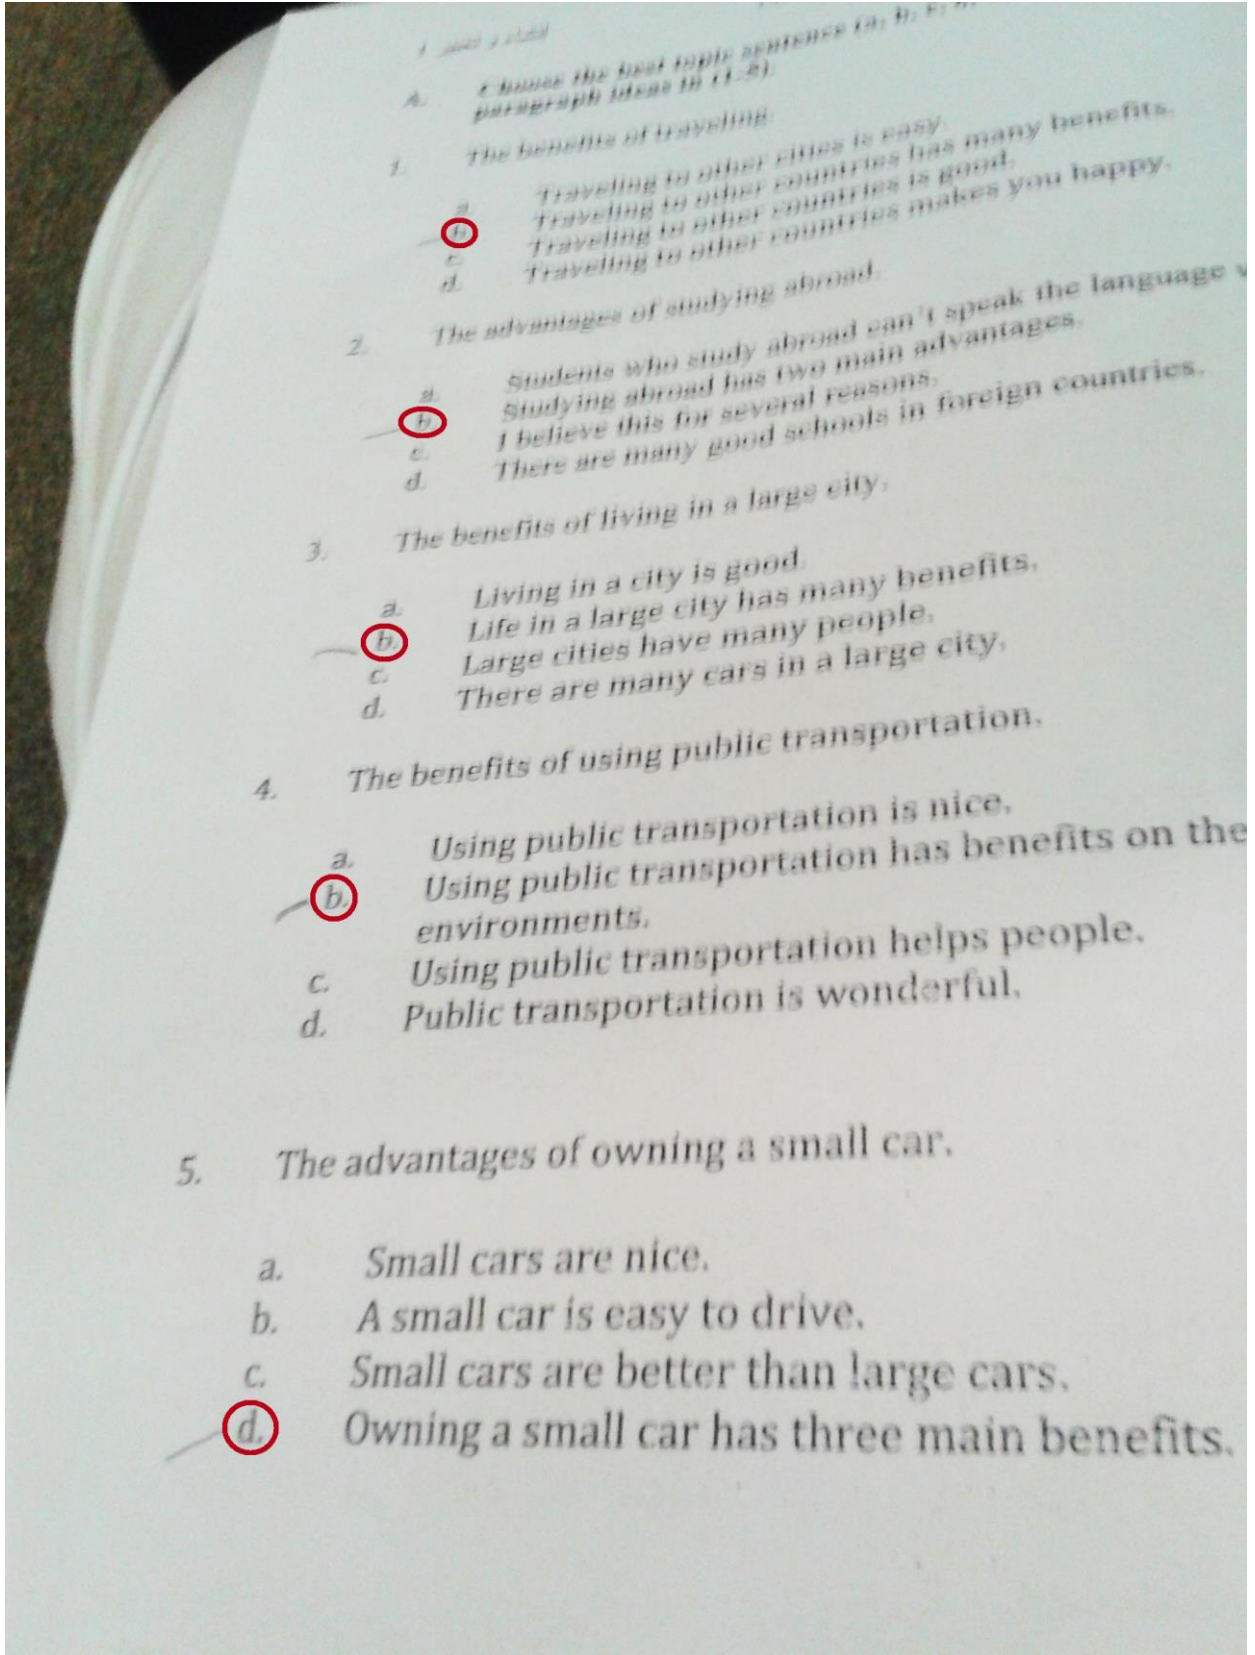 A. Choose the best topic sentence (a, b, c,
paragraph ideas in (1-5).
1. The benefits of traveling.
a. Traveling to other cities is easy.
b. Traveling to other countries has many benefits.
c. Traveling to other countries is good.
d. Traveling to other countries makes you happy.
2. The advantages of studying abroad.
a. Students who study abroad can't speak the language
b. Studying abroad has two main advantages.
c. I believe this for several reasons.
d. There are many good schools in foreign countries.
3. The benefits of living in a large city.
a. Living in a city is good.
b. Life in a large city has many benefits.
c. Large cities have many people.
d. There are many cars in a large city.
4. The benefits of using public transportation.
a. Using public transportation is nice.
b. Using public transportation has benefits on the
environments.
c. Using public transportation helps people.
d. Public transportation is wonderful.
5. The advantages of owning a small car.
a. Small cars are nice.
b. A small car is easy to drive.
c. Small cars are better than large cars.
d. Owning a small car has three main benefits.